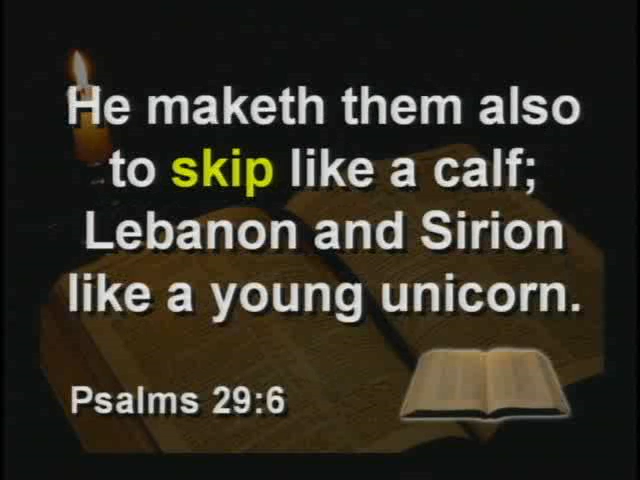 He maketh them also
to skip like a calf;
Lebanon and Sirion
like a young unicorn.
Psalms 29:6